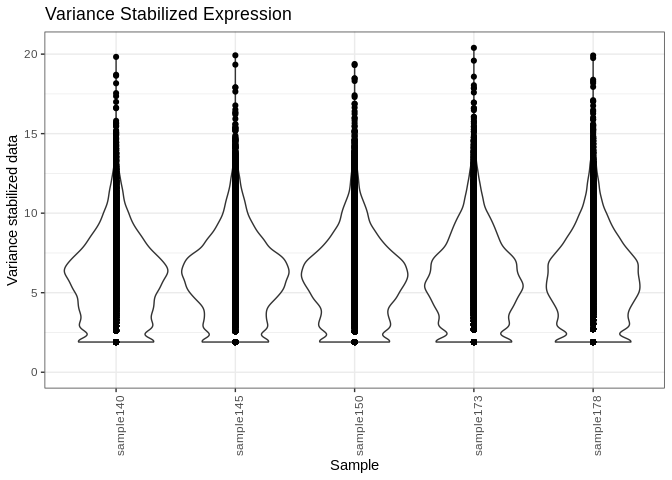 Variance Stabilized Expression
Variance stabilized data
20
15
10
5
0
sample140
sample145
sample150
sample173
sample178
Sample